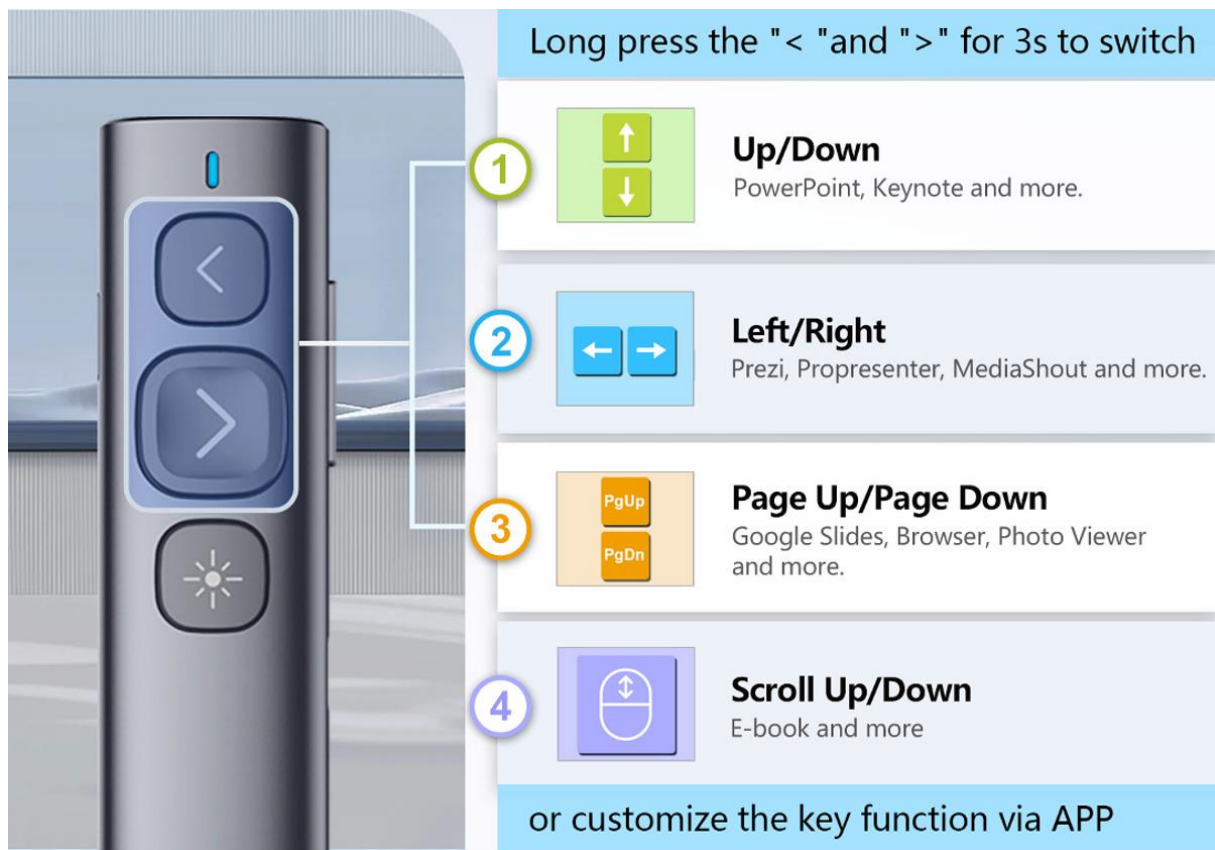 Long press the "< "and ">" for 3s to switch
1
Up/Down
PowerPoint, Keynote and more.
2
Left/Right
Prezi, Propresenter, MediaShout and more.
3
PgUp
PgDn
Page Up/Page Down
Google Slides, Browser, Photo Viewer
and more.
4
Scroll Up/Down
E-book and more
or customize the key function via APP